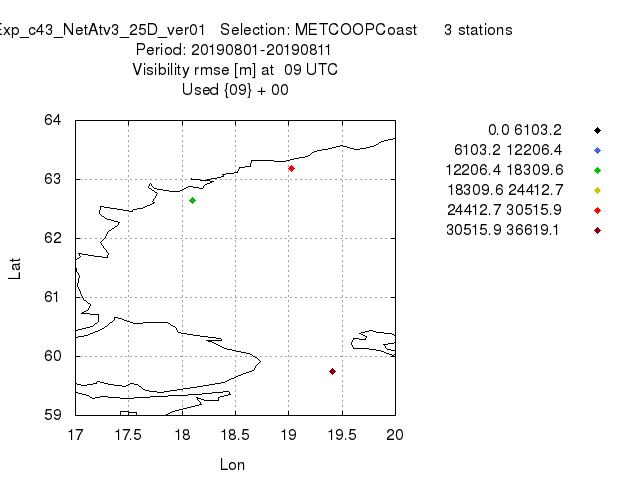 Exp_c43_NetAtv3_25D_ver01 Selection: METCOOPCoast 3 stations
Period: 20190801-20190811
Visibility rmse [m] at 09 UTC
Used {09} + 00
0.0 6103.2
6103.2 12206.4
12206.4 18309.6
18309.6 24412.7
24412.7 30515.9
30515.9 36619.1
64
63
62
61
60
59
Lat
17 17.5 18 18.5 19 19.5 20
Lon